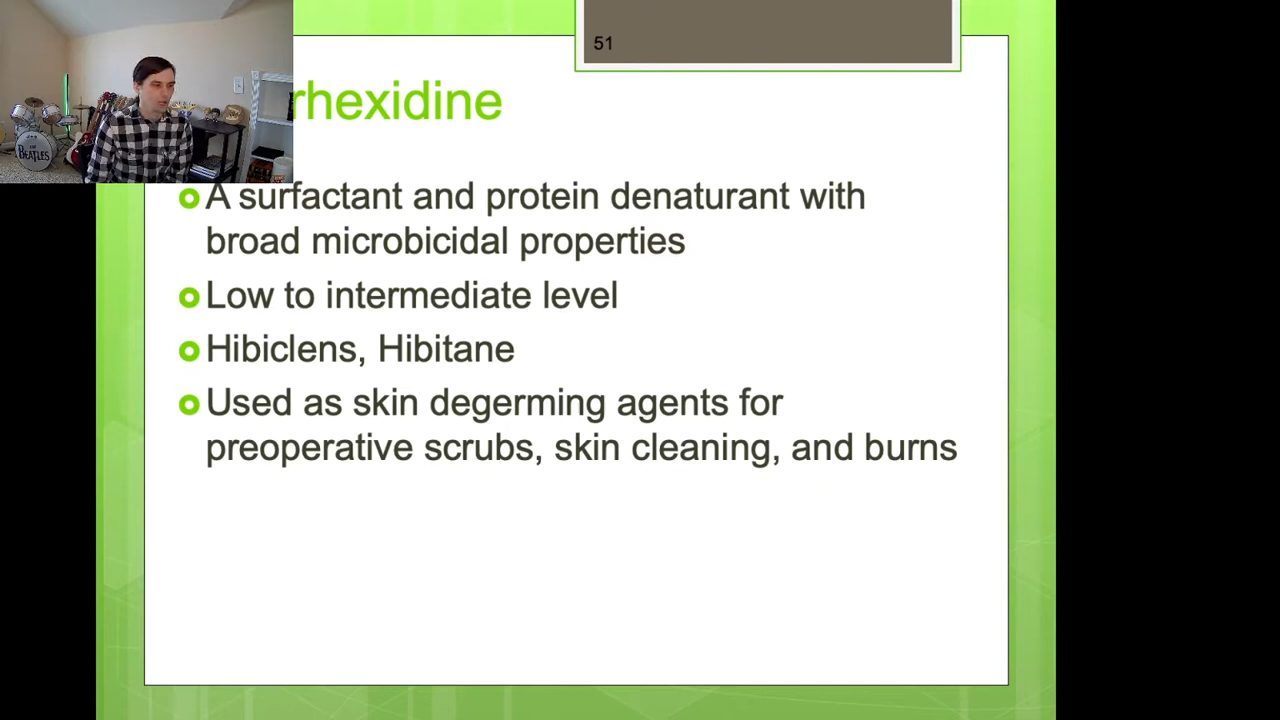 51
rhexidine
A surfactant and protein denaturant with
broad microbicidal properties
Low to intermediate level
Hibiclens, Hibitane
Used as skin degerming agents for
preoperative scrubs, skin cleaning, and burns
BEATLES